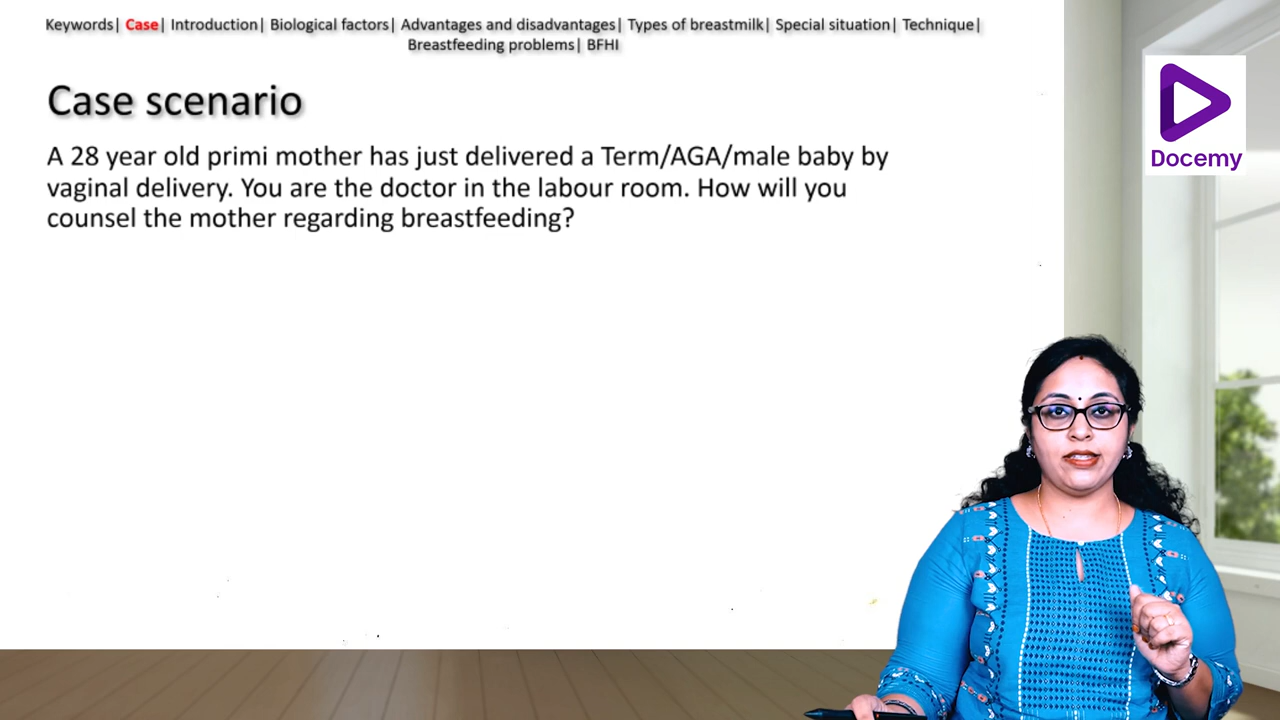 Keywords| Case| Introduction| Biological factors| Advantages and disadvantages| Types of breastmilk| Special situation| Technique|
Breastfeeding problems| BFHI
Case scenario
A 28 year old primi mother has just delivered a Term/AGA/male baby by
vaginal delivery. You are the doctor in the labour room. How will you
counsel the mother regarding breastfeeding?
Docemy